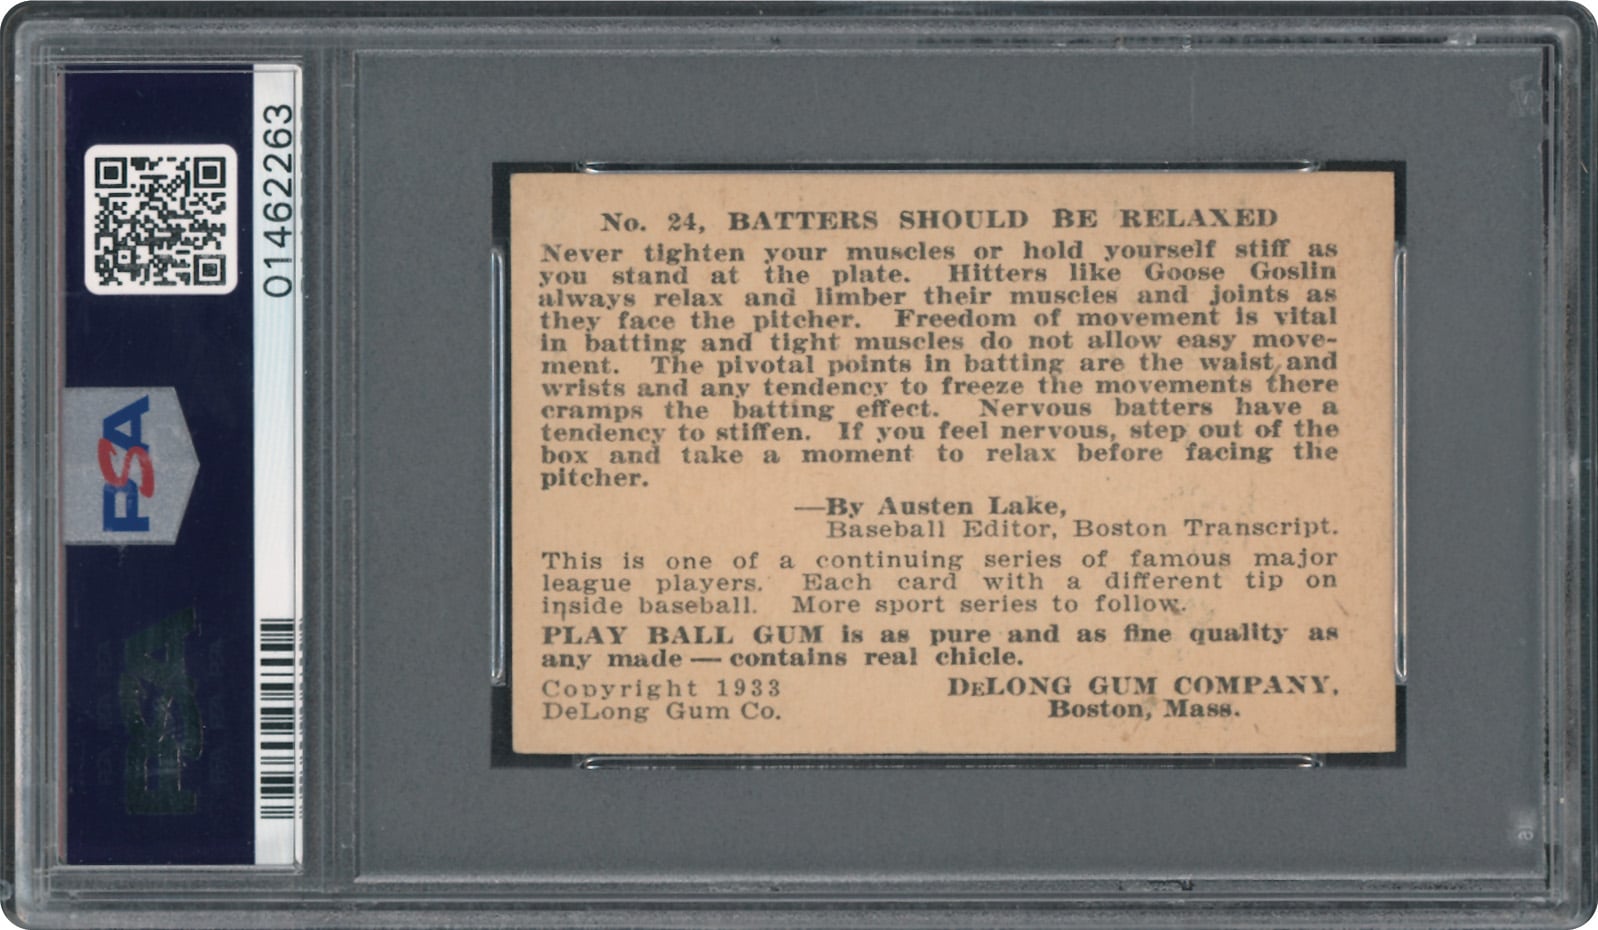 01462263
PSA
No. 24, BATTERS SHOULD BE RELAXED
Never tighten your muscles or hold yourself stiff as
you stand at the plate. Hitters like Goose Goslin
always relax and limber their muscles and joints as
they face the pitcher. Freedom of movement is vital
in batting and tight muscles do not allow easy move-
ment. The pivotal points in batting are the waist and
wrists and any tendency to freeze the movements there
cramps the batting effect. Nervous batters have a
tendency to stiffen. If you feel nervous, step out of the
box and take a moment to relax before facing the
pitcher.
—By Austen Lake,
Baseball Editor, Boston Transcript.
This is one of a continuing series of famous major
league players. Each card with a different tip on
inside baseball. More sport series to follow.
PLAY BALL GUM is as pure and as fine quality as
any made — contains real chicle.
Copyright 1933
DeLong Gum Co.
DELONG GUM COMPANY,
Boston, Mass.
PSA